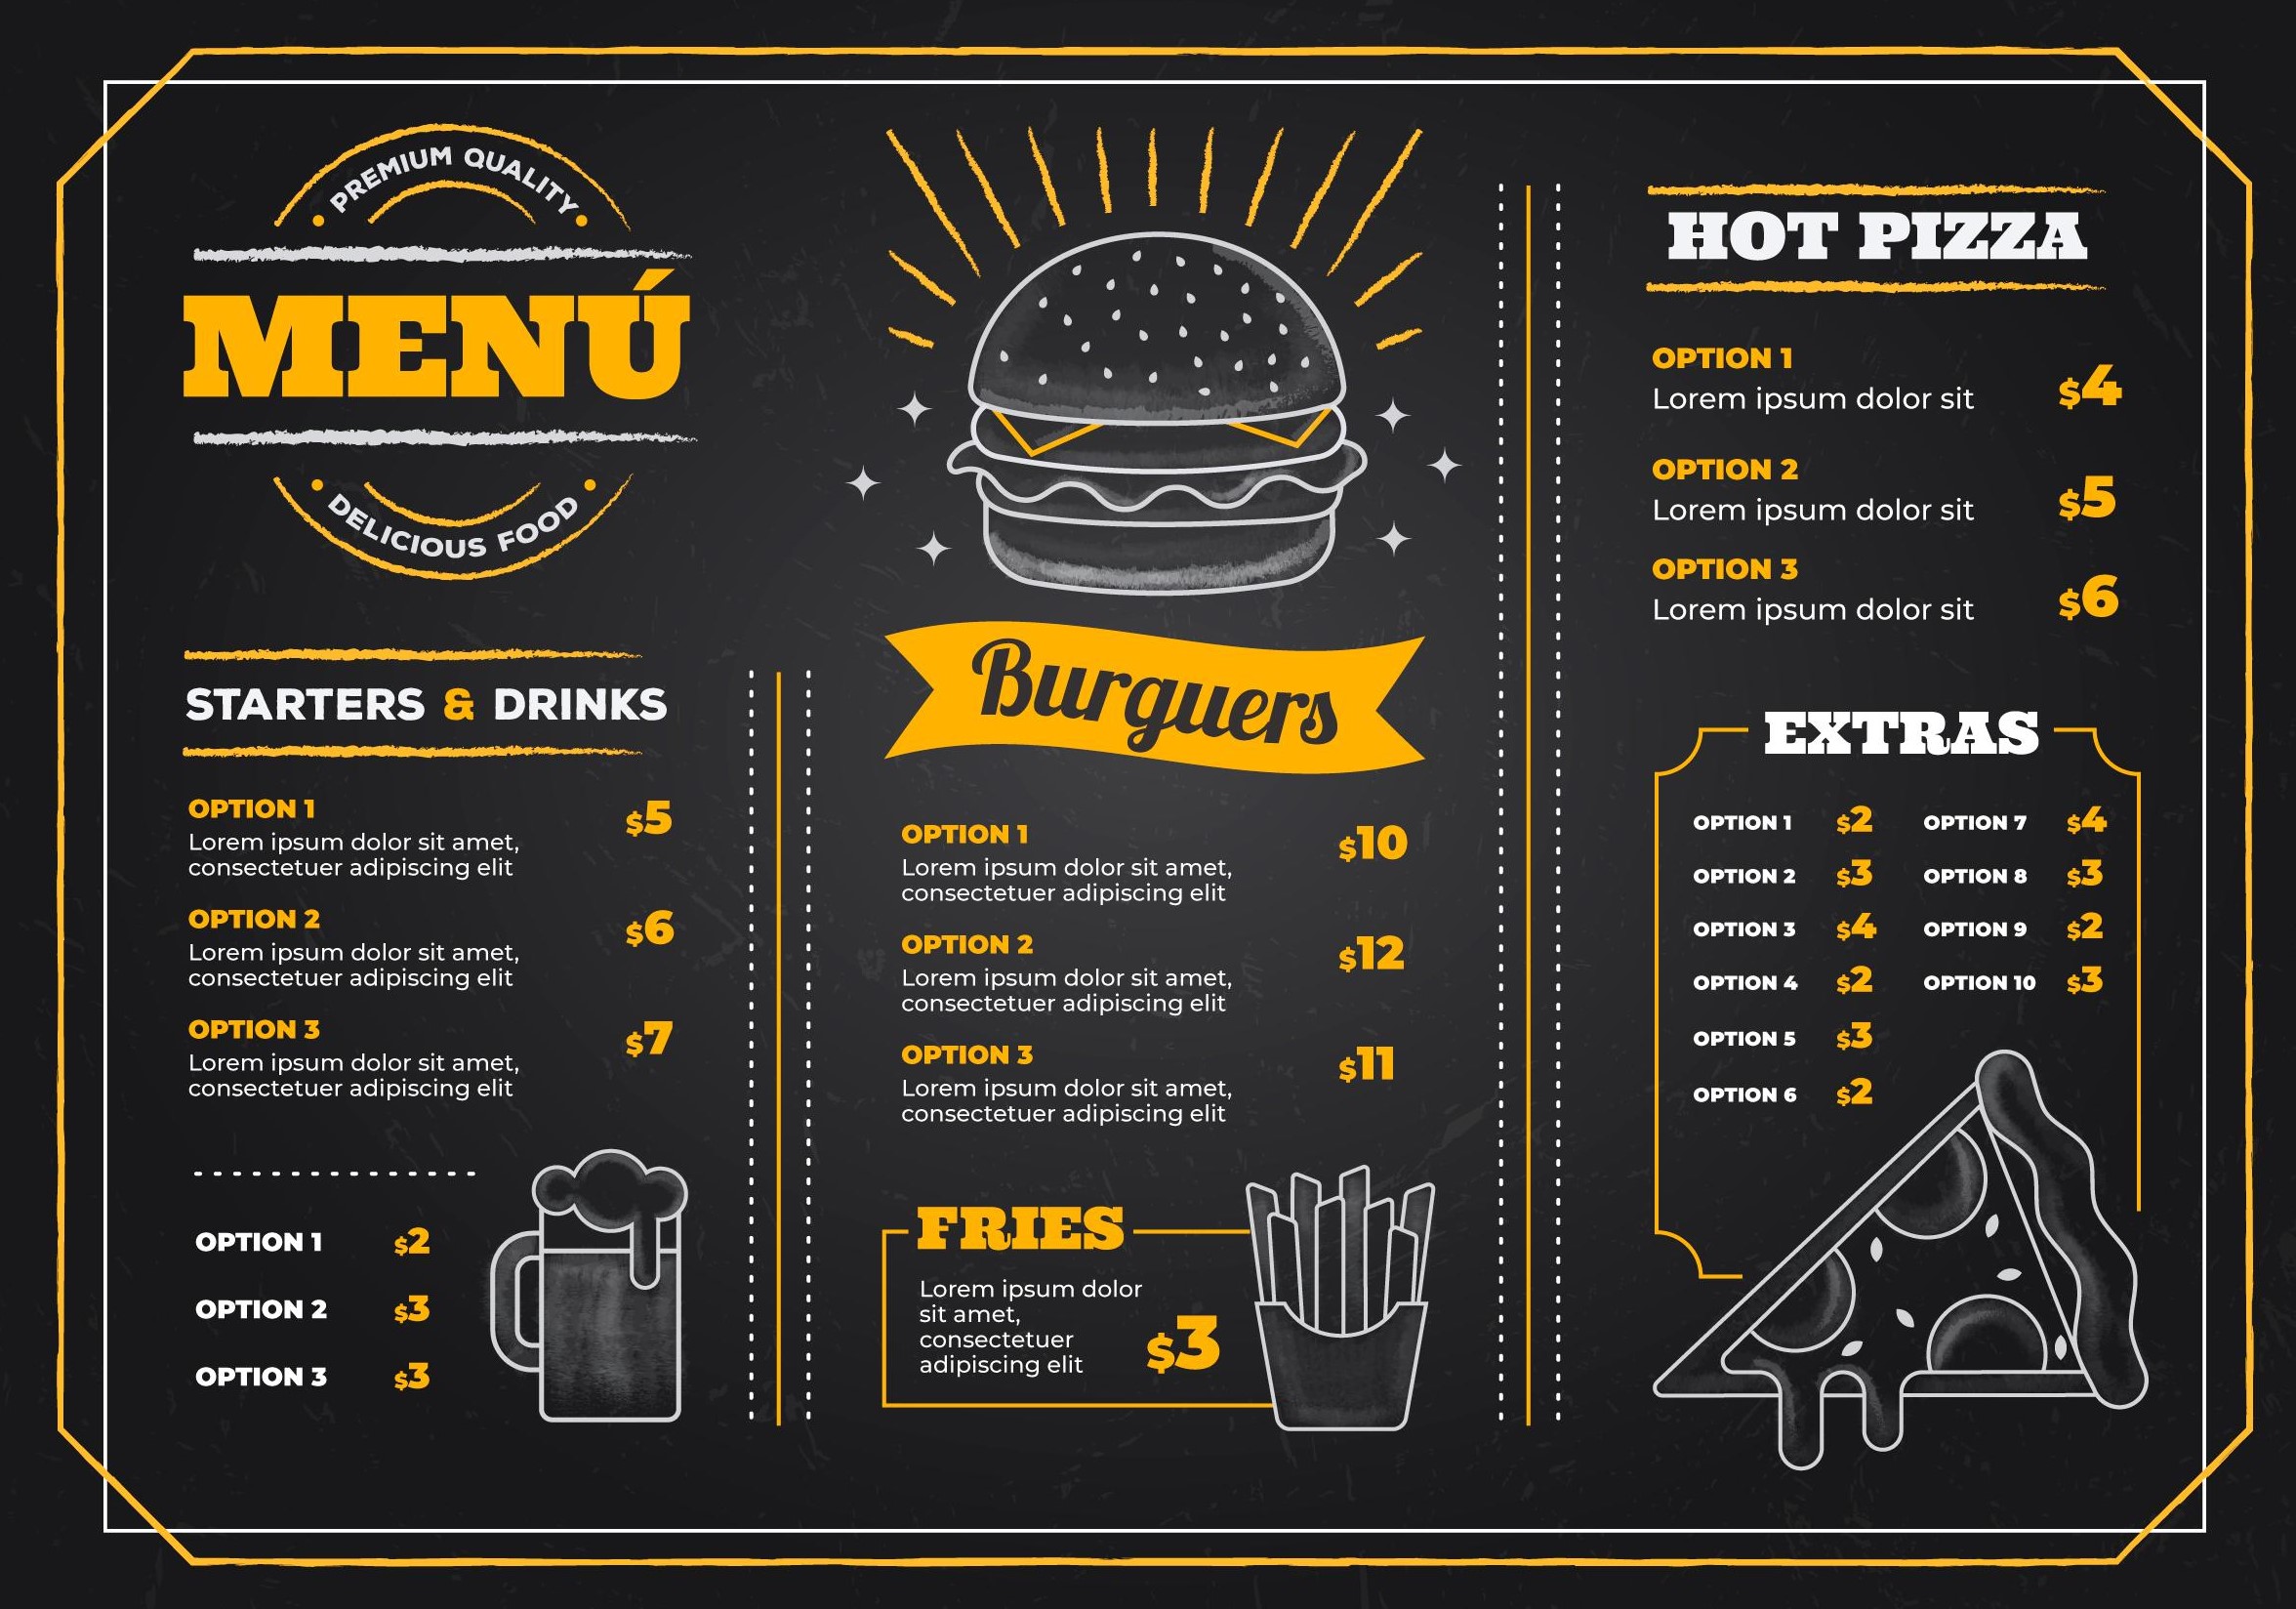 PREMIUM QUALITY
MENÚ
DELICIOUS FOOD
STARTERS & DRINKS
OPTION 1
Lorem ipsum dolor sit amet,
consectetuer adipiscing elit
$5
OPTION 2
Lorem ipsum dolor sit amet,
consectetuer adipiscing elit
$6
OPTION 3
Lorem ipsum dolor sit amet,
consectetuer adipiscing elit
$7
OPTION 1 $2
OPTION 2 $3
OPTION 3 $3
Burguers
OPTION 1
Lorem ipsum dolor sit amet,
consectetuer adipiscing elit
$10
OPTION 2
Lorem ipsum dolor sit amet,
consectetuer adipiscing elit
$12
OPTION 3
Lorem ipsum dolor sit amet,
consectetuer adipiscing elit
$11
FRIES
Lorem ipsum dolor
sit amet,
consectetuer
adipiscing elit
$3
HOT PIZZA
OPTION 1
Lorem ipsum dolor sit
$4
OPTION 2
Lorem ipsum dolor sit
$5
OPTION 3
Lorem ipsum dolor sit
$6
EXTRAS
OPTION 1 $2
OPTION 2 $3
OPTION 3 $4
OPTION 4 $2
OPTION 5 $3
OPTION 6 $2
OPTION 7 $4
OPTION 8 $3
OPTION 9 $2
OPTION 10 $3